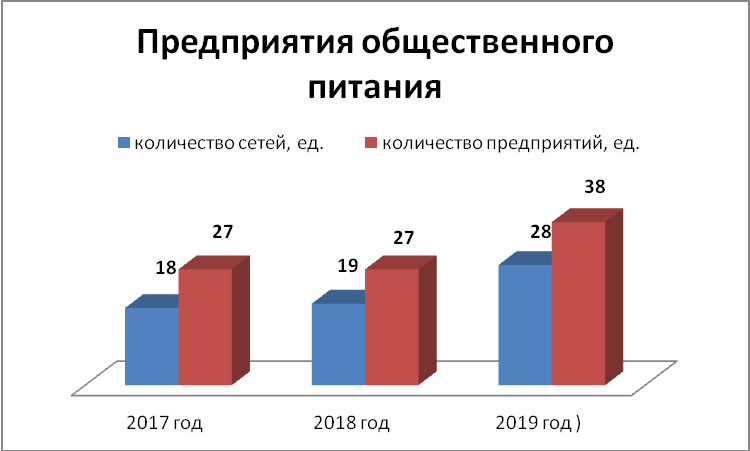 Предприятия общественного
питания
количество сетей, ед.
количество предприятий, ед.
18
27
19
27
28
38
2017 год
2018 год
2019 год )